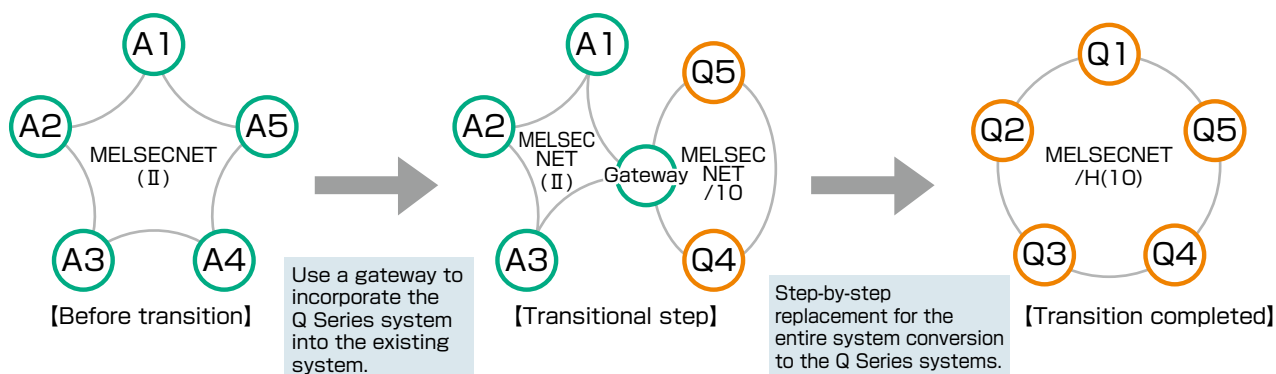 A1
A2
A5
MELSECNET
(Ⅱ)
A3
A4
【Before transition】
Use a gateway to
incorporate the
Q Series system
into the existing
system.
A1
Q5
A2
MELSEC
NET
(Ⅱ)
Gateway
MELSEC
NET
/10
A3
Q4
【Transitional step】
Step-by-step
replacement for the
entire system conversion
to the Q Series systems.
Q1
Q2
Q5
MELSECNET
/H(10)
Q3
Q4
【Transition completed】